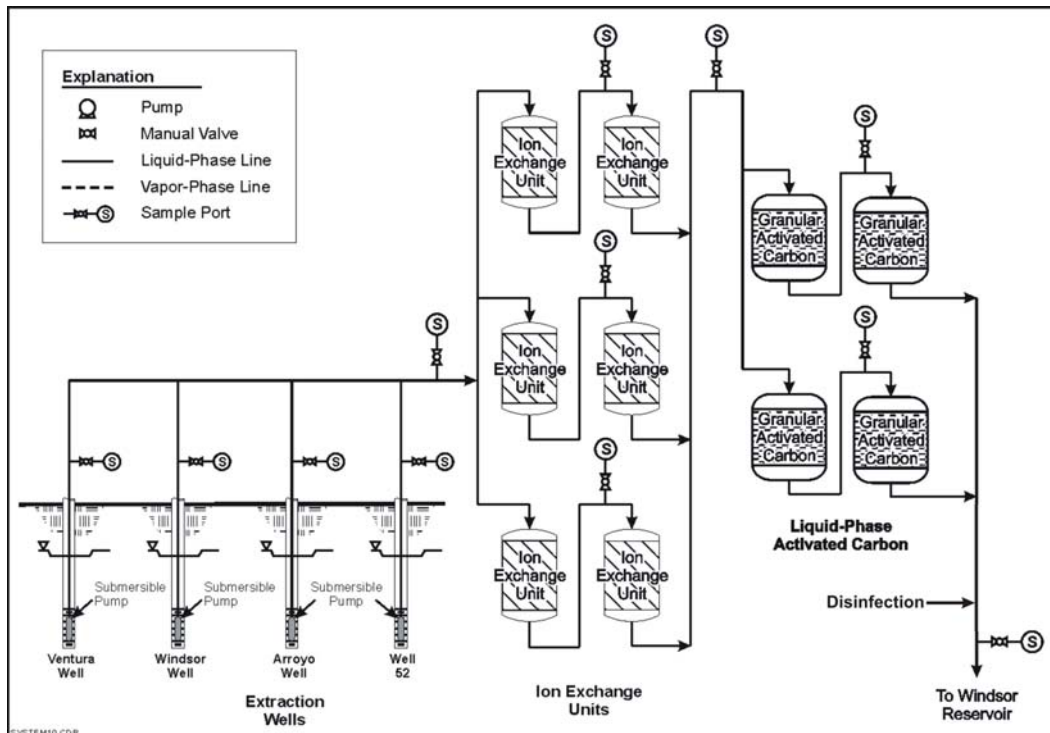 Explanation
Pump
Manual Valve
Liquid-Phase Line
Vapor-Phase Line
S
Sample Port
S
S
S
S
S
S
S
S
S
S
S
S
S
Ion
Exchange
Unit
Ion
Exchange
Unit
Ion
Exchange
Unit
Ion
Exchange
Unit
Ion
Exchange
Unit
Ion
Exchange
Unit
Granular
Activated
Carbon
Granular
Activated
Carbon
Granular
Activated
Carbon
Granular
Activated
Carbon
Liquid-Phase
Activated Carbon
Disinfection
To Windsor
Reservoir
Submersible
Pump
Submersible
Pump
Submersible
Pump
Ventura
Well
Windsor
Well
Arroyo
Well
Well
52
Extraction
Wells
Ion Exchange
Units